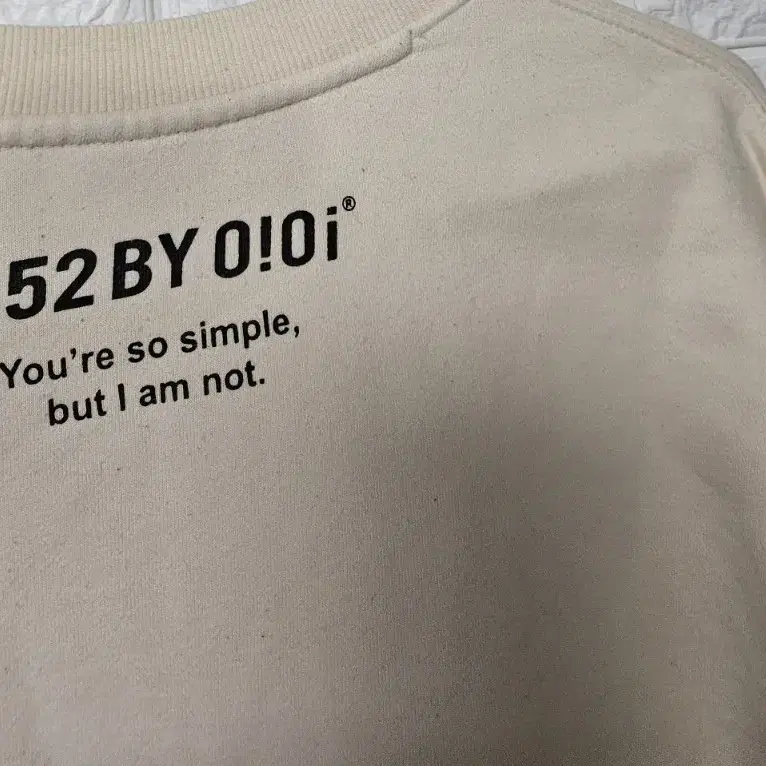 52 BY O!Oi®
You're so simple,
but I am not.